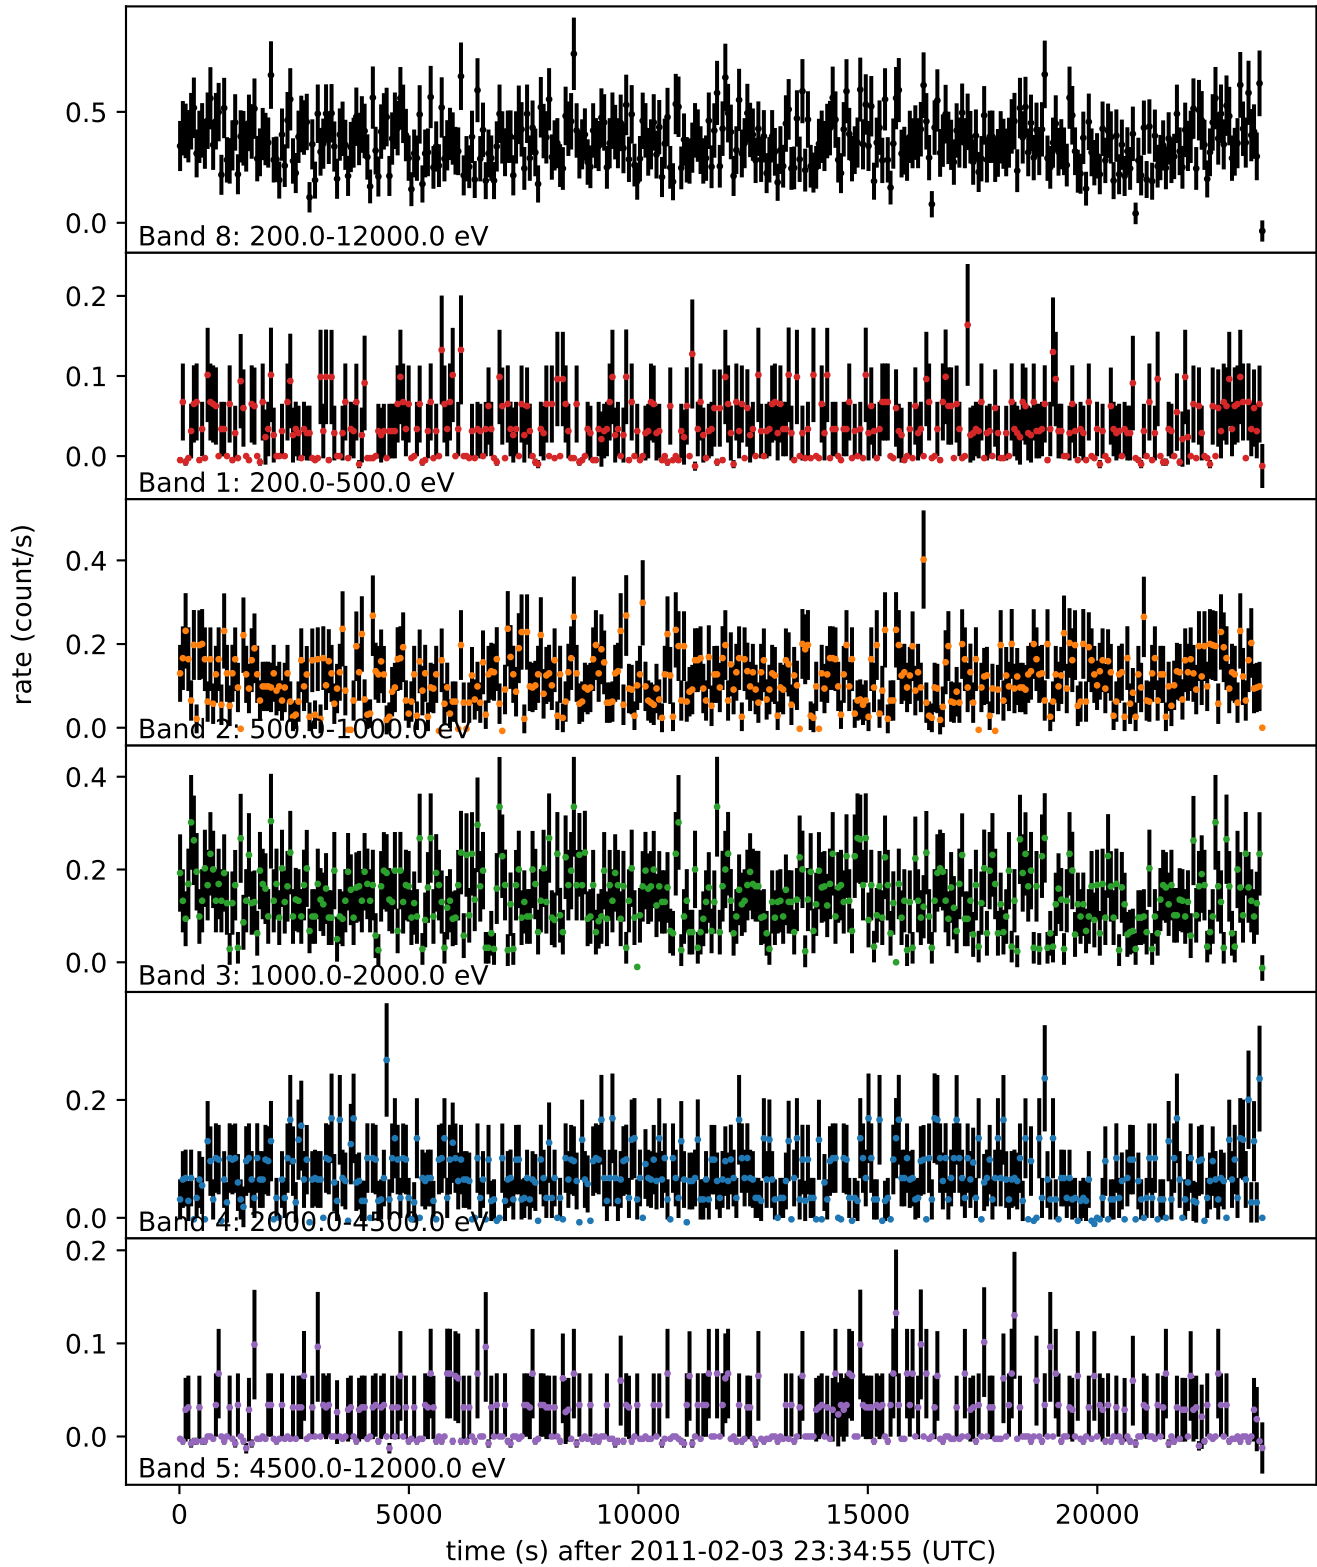 0.5
0.0
Band 8: 200.0-12000.0 eV
0.2
0.1
0.0
Band 1: 200.0-500.0 eV
rate (count/s)
0.4
0.2
0.0
Band 2: 500.0-1000.0 eV
0.4
0.2
0.0
Band 3: 1000.0-2000.0 eV
0.2
0.0
Band 4: 2000.0-4500.0 eV
0.2
0.1
0.0
Band 5: 4500.0-12000.0 eV
0 5000 10000 15000 20000
time (s) after 2011-02-03 23:34:55 (UTC)